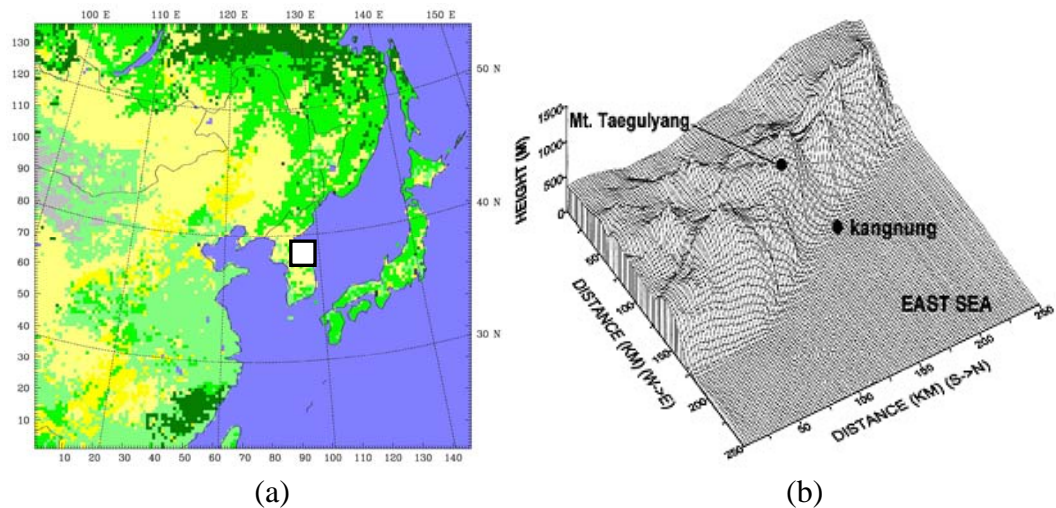 100 E 110 E 120 E 130 E 140 E 150 E
130
120
110
100
90
80
70
60
50
40
30
20
10
50 N
40 N
30 N
10 20 30 40 50 60 70 80 90 100 110 120 130 140
(a)
1500
1000
500
0
HEIGHT (M)
Mt. Taegulyang
kangnung
EAST SEA
50
100
150
200
250
DISTANCE (KM) (W->E)
50
100
150
200
250
DISTANCE (KM) (S->N)
(b)